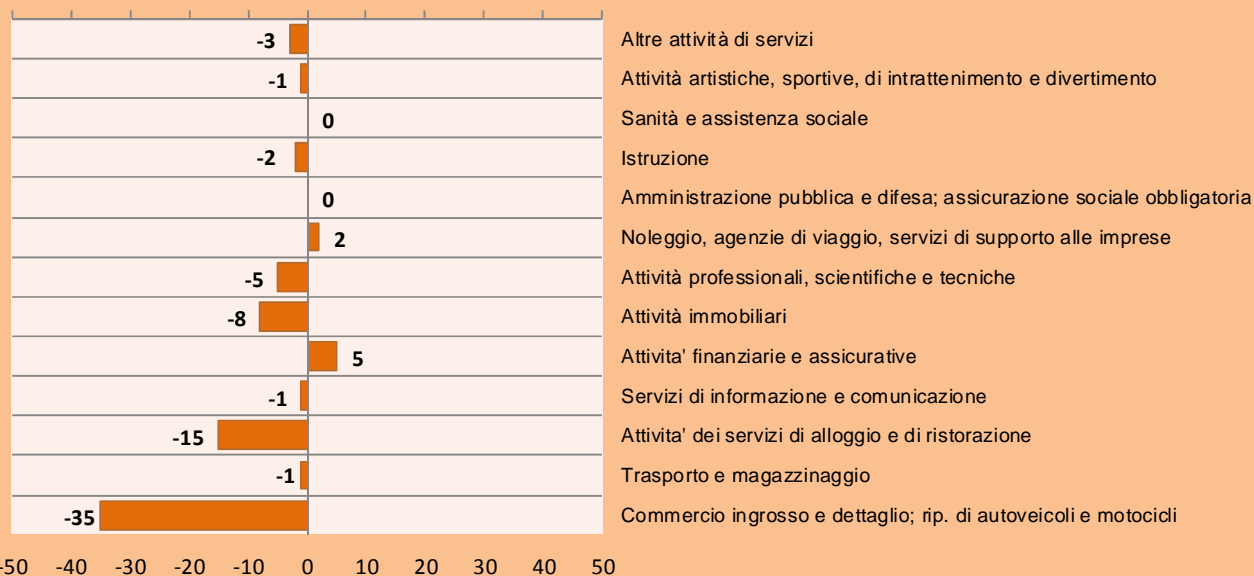 -3 Altre attività di servizi
-1 Attività artistiche, sportive, di intrattenimento e divertimento
0 Sanità e assistenza sociale
-2 Istruzione
0 Amministrazione pubblica e difesa; assicurazione sociale obbligatoria
2 Noleggio, agenzie di viaggio, servizi di supporto alle imprese
-5 Attività professionali, scientifiche e tecniche
-8 Attività immobiliari
5 Attivita' finanziarie e assicurative
-1 Servizi di informazione e comunicazione
-15 Attivita' dei servizi di alloggio e di ristorazione
-1 Trasporto e magazzinaggio
-35 Commercio ingrosso e dettaglio; rip. di autoveicoli e motocicli
-50 -40 -30 -20 -10 0 10 20 30 40 50